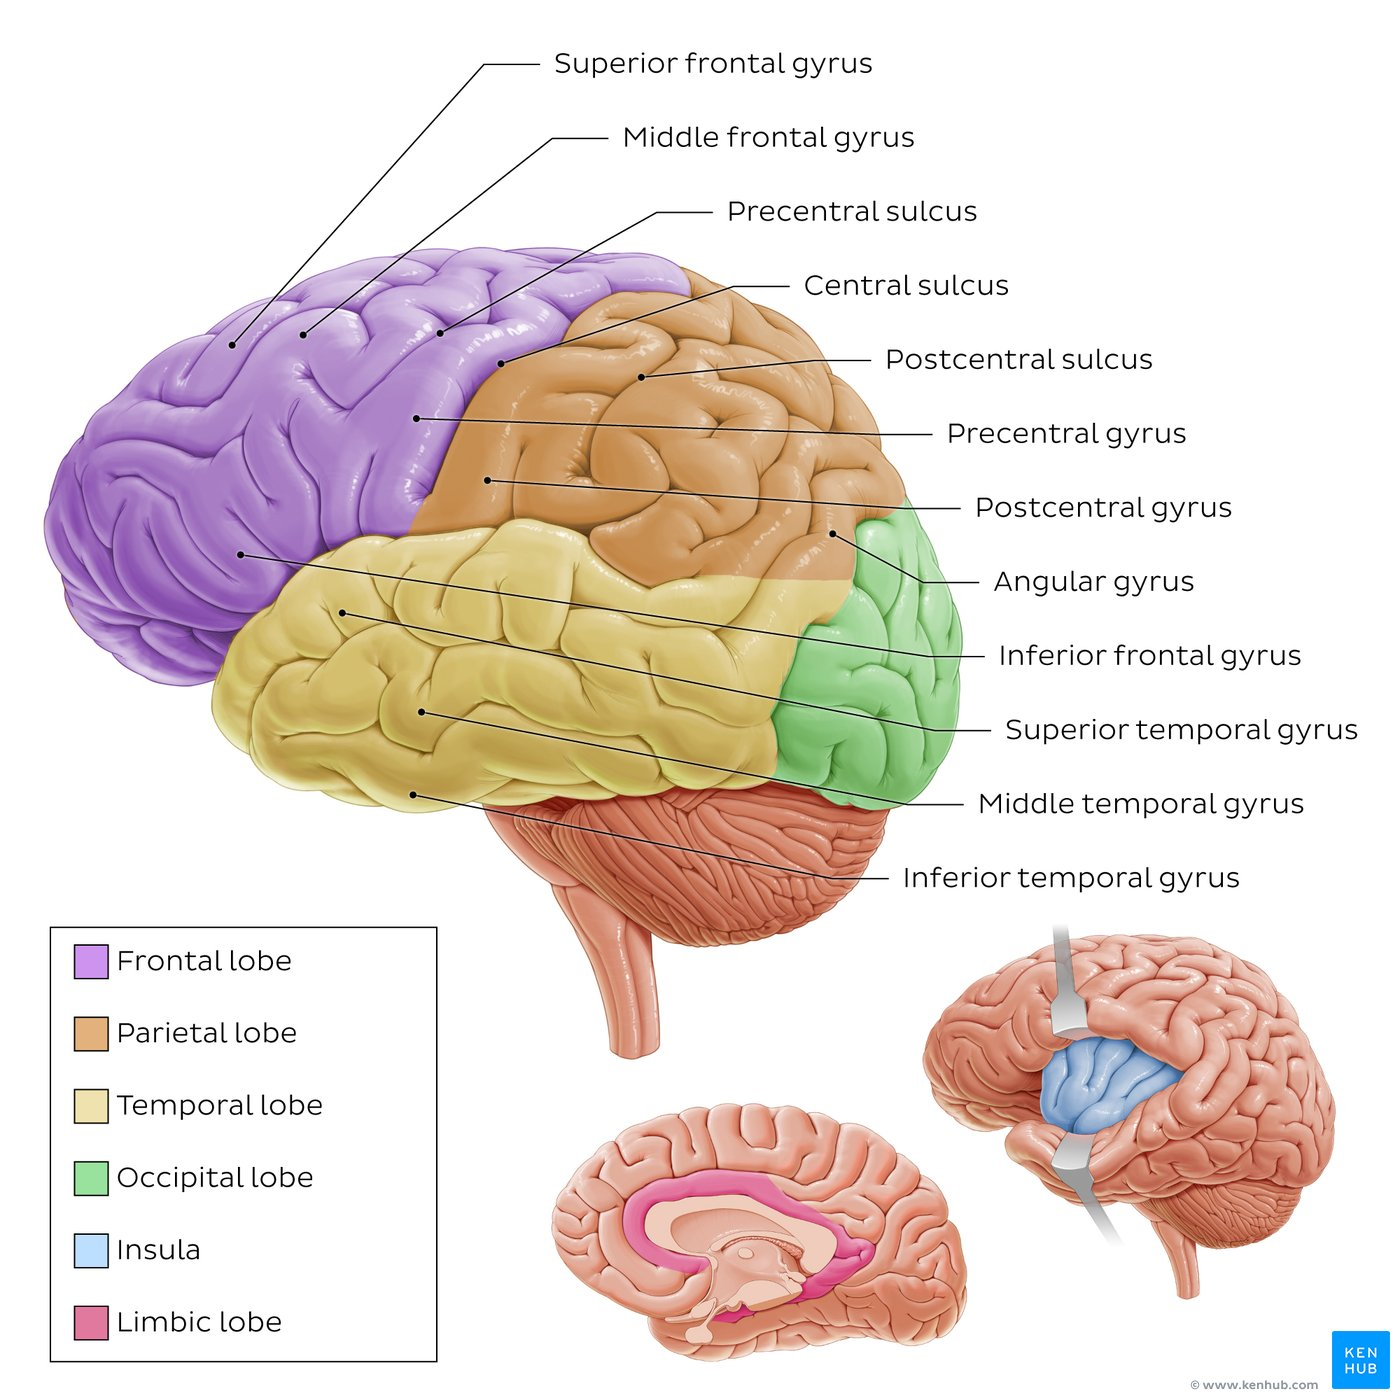 Superior frontal gyrus
Middle frontal gyrus
Precentral sulcus
Central sulcus
Postcentral sulcus
Precentral gyrus
Postcentral gyrus
Angular gyrus
Inferior frontal gyrus
Superior temporal gyrus
Middle temporal gyrus
Inferior temporal gyrus
Frontal lobe
Parietal lobe
Temporal lobe
Occipital lobe
Insula
Limbic lobe
KEN
HUB
© www.kenhub.com